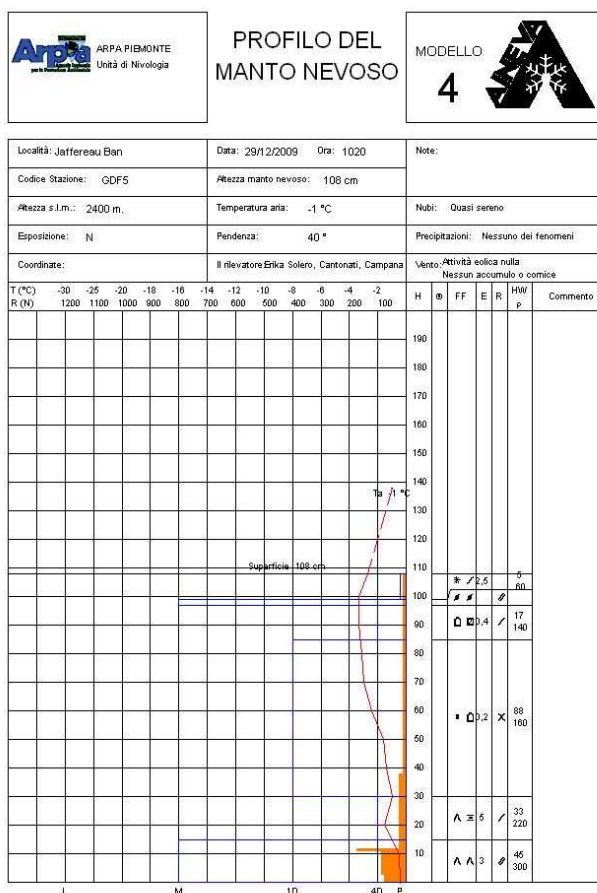 Arpa
ARPA PIEMONTE
Unità di Nivologia
PROFILO DEL
MANTO NEVOSO
MODELLO
4
AINEVA
Località: Jaffereau Ban
Data: 29/12/2009 Ora: 1020
Note:
Codice Stazione: GDF5
Altezza manto nevoso: 108 cm
Altezza s.l.m.: 2400 m.
Temperatura aria: -1 °C
Nubi: Quasi sereno
Esposizione: N
Pendenza: 40 °
Precipitazioni: Nessuno dei fenomeni
Coordinate:
Il rilevatore: Erika Solero, Cantonati, Campana
Vento: Attività eolica nulla
Nessun accumulo o cornice
T (°C) -30 -25 -20 -18 -16 -14 -12 -10 -8 -6 -4 -2
R (N) 1200 1100 1000 900 800 700 600 500 400 300 200 100
H FF E R HW ρ Commento
190
180
170
160
150
140
Ta -1 °C
130
120
110
Superficie 108 cm
2,5 5
60
100
0,4 17
140
90
80
70
0,2 88
160
60
50
40
30
5 33
220
20
10
3 45
300
I M 1D 4D P